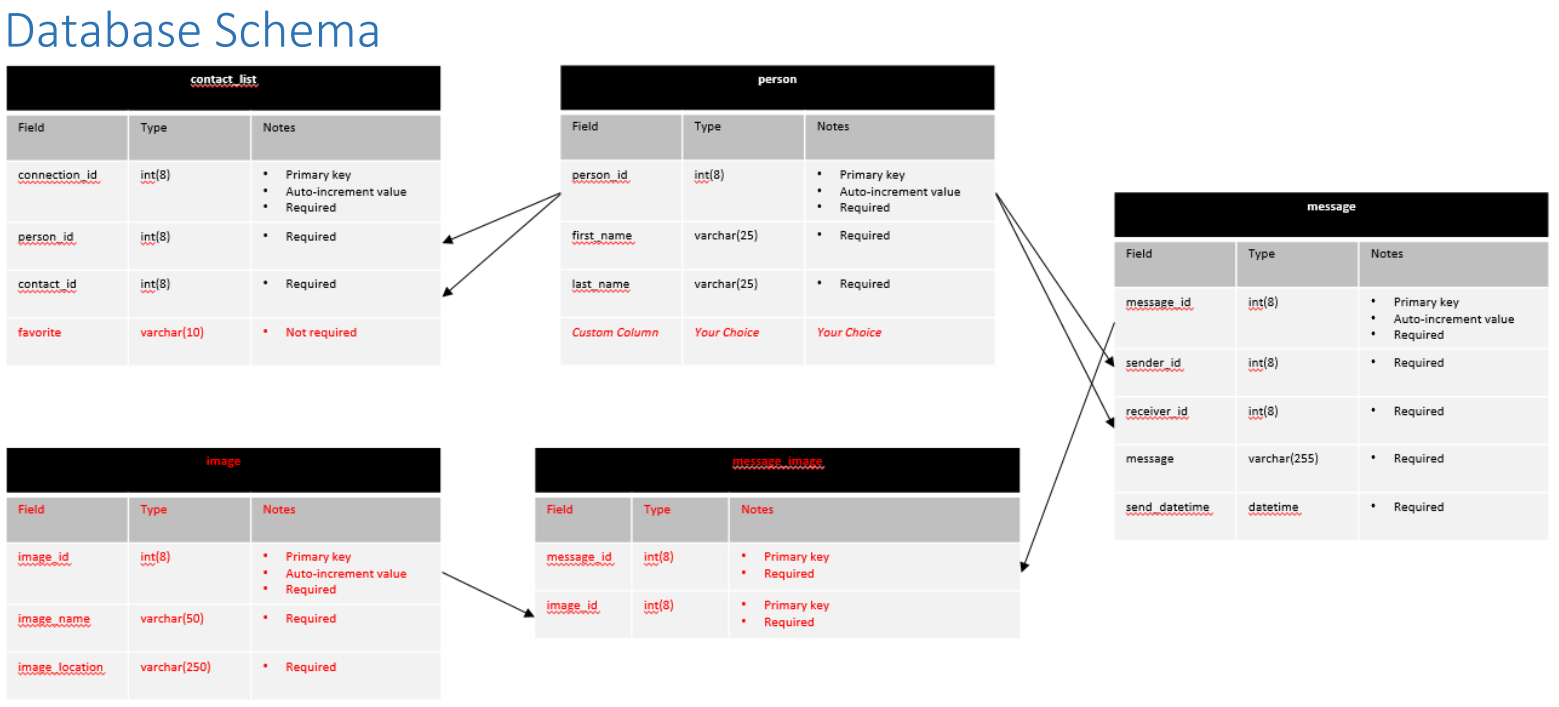 Database Schema
contact_list
Field Type Notes
connection_id int(8) • Primary key
• Auto-increment value
• Required
person_id int(8) • Required
contact_id int(8) • Required
favorite varchar(10) • Not required
person
Field Type Notes
person_id int(8) • Primary key
• Auto-increment value
• Required
first_name varchar(25) • Required
last_name varchar(25) • Required
Custom Column Your Choice Your Choice
message
Field Type Notes
message_id int(8) • Primary key
• Auto-increment value
• Required
sender_id int(8) • Required
receiver_id int(8) • Required
message varchar(255) • Required
send_datetime datetime • Required
image
Field Type Notes
image_id int(8) • Primary key
• Auto-increment value
• Required
image_name varchar(50) • Required
image_location varchar(250) • Required
message_image
Field Type Notes
message_id int(8) • Primary key
• Required
image_id int(8) • Primary key
• Required